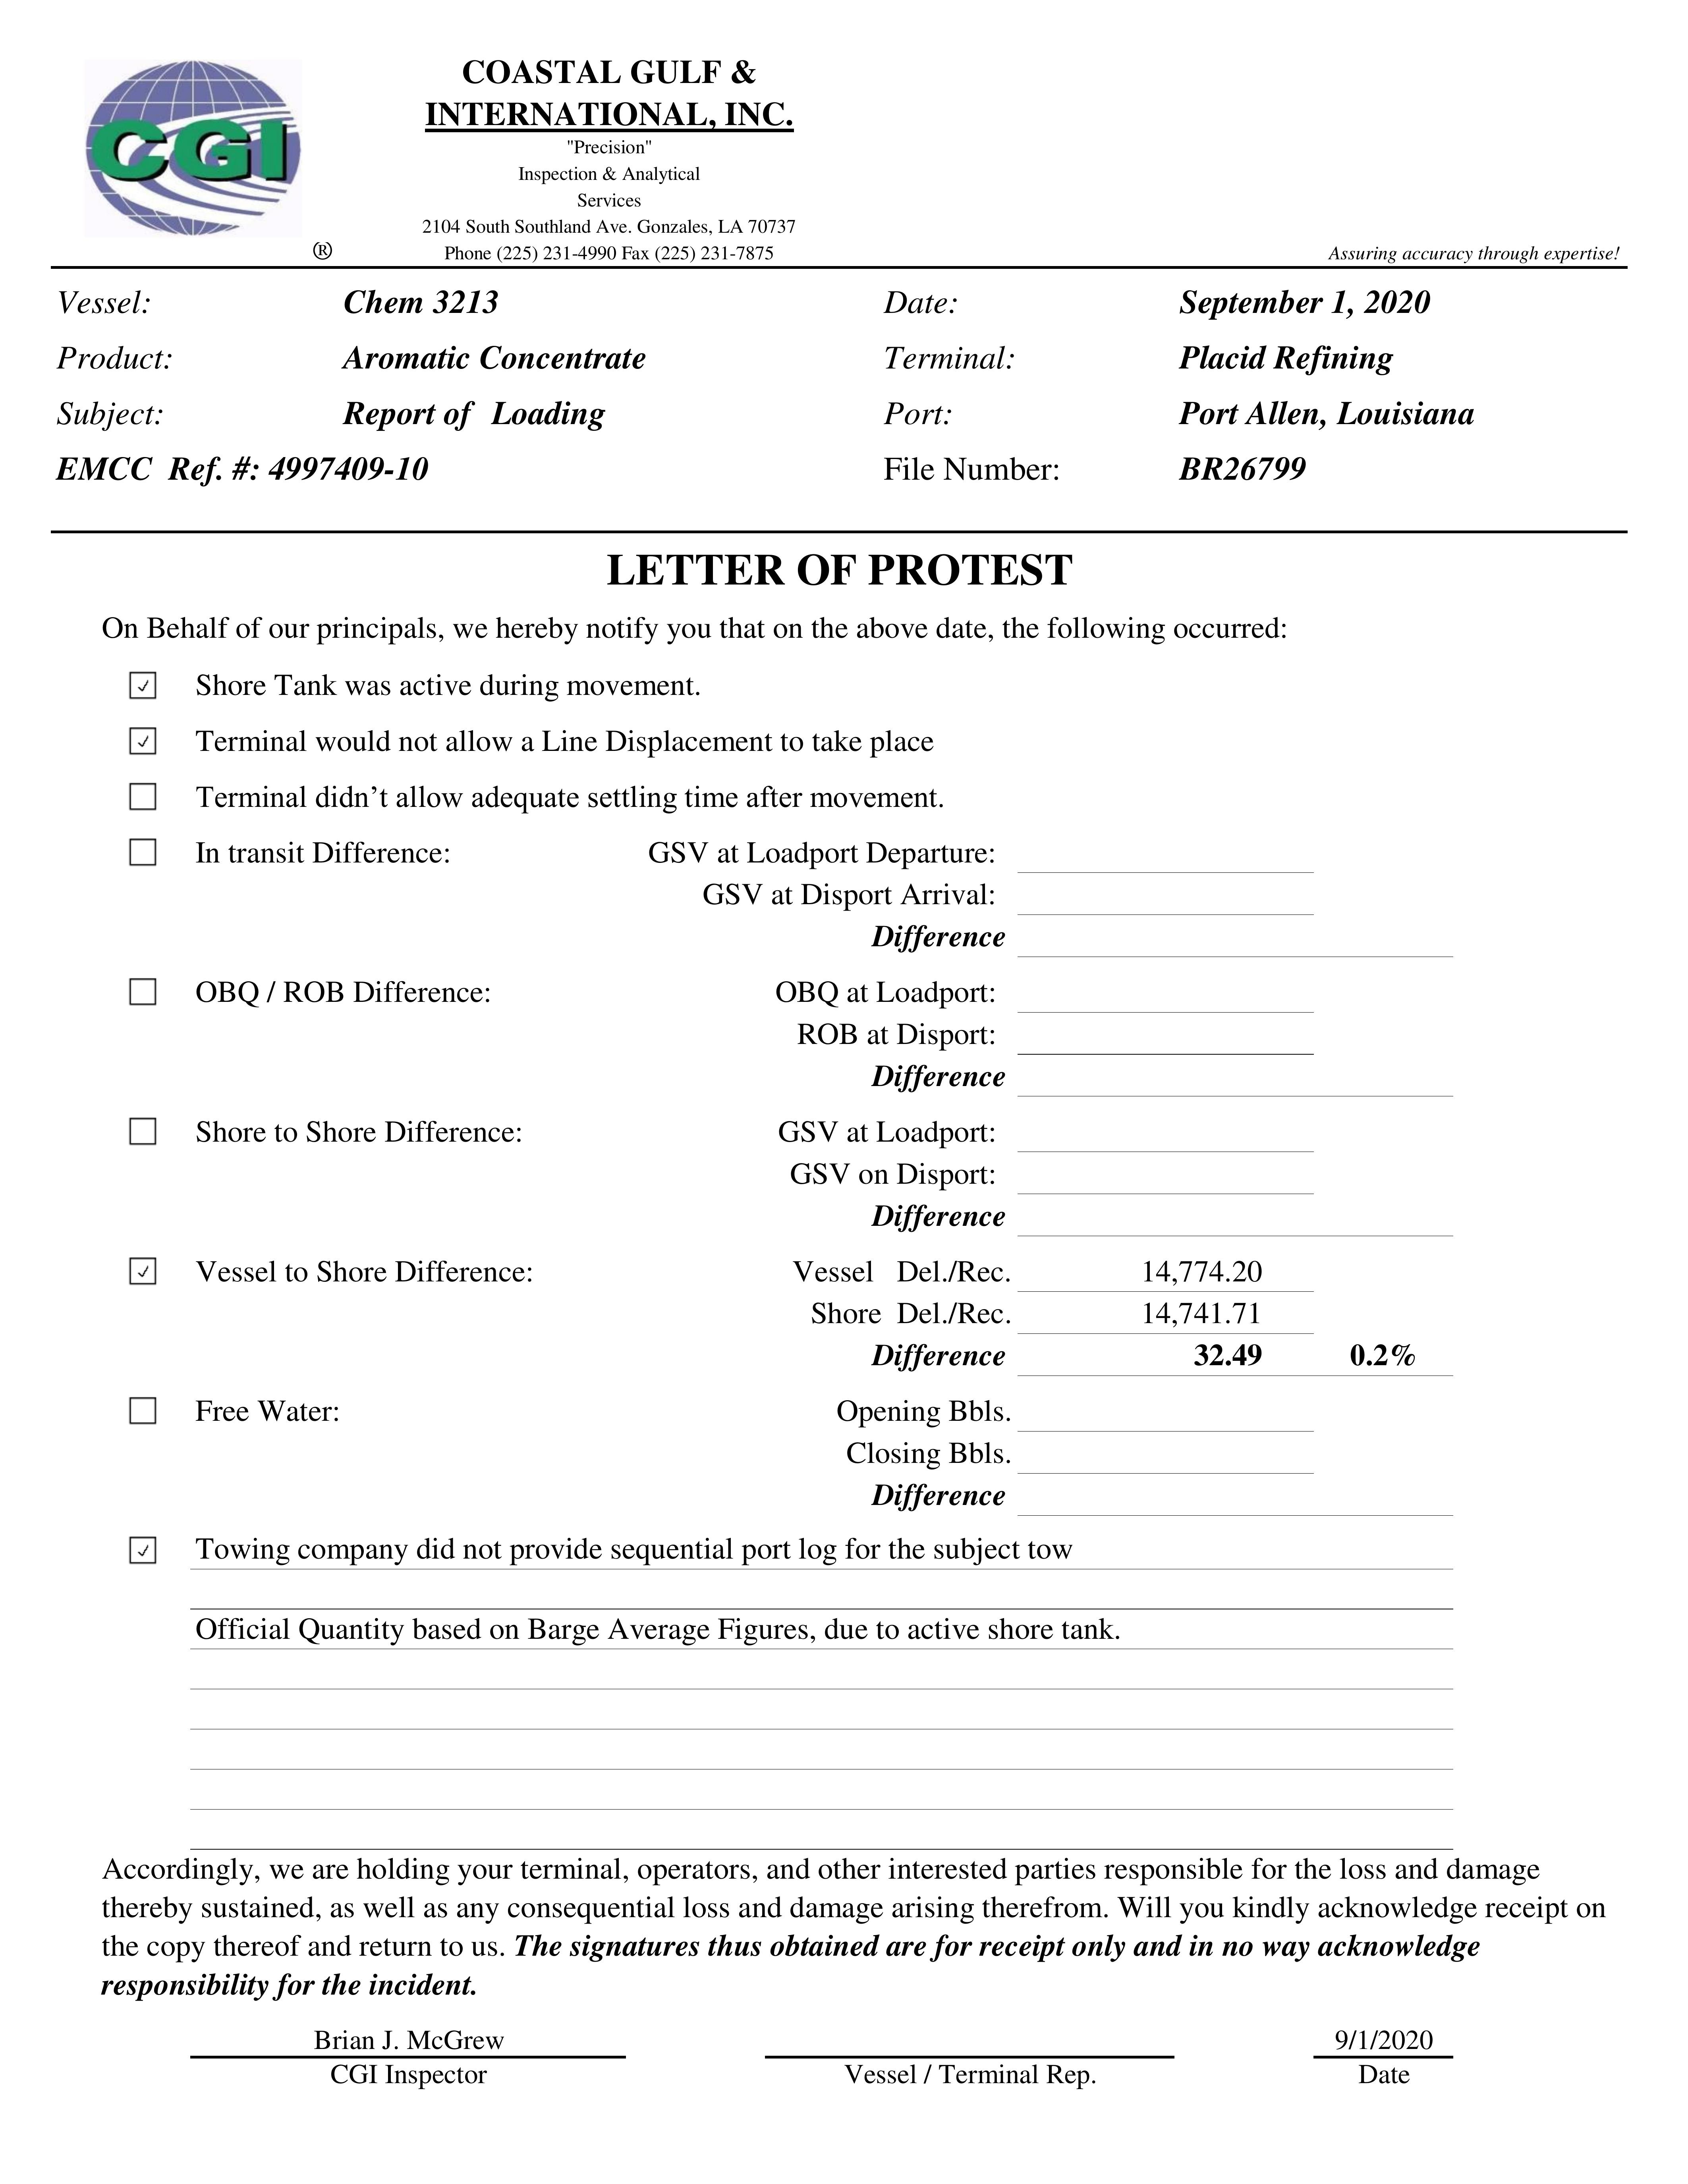 CGI
®
COASTAL GULF &
INTERNATIONAL, INC.
"Precision"
Inspection & Analytical
Services
2104 South Southland Ave. Gonzales, LA 70737
Phone (225) 231-4990 Fax (225) 231-7875
Assuring accuracy through expertise!
Vessel: Chem 3213 Date: September 1, 2020
Product: Aromatic Concentrate Terminal: Placid Refining
Subject: Report of Loading Port: Port Allen, Louisiana
EMCC Ref. #: 4997409-10 File Number: BR26799
LETTER OF PROTEST
On Behalf of our principals, we hereby notify you that on the above date, the following occurred:
Shore Tank was active during movement.
Terminal would not allow a Line Displacement to take place
Terminal didn’t allow adequate settling time after movement.
In transit Difference: GSV at Loadport Departure:
GSV at Disport Arrival:
Difference
OBQ / ROB Difference: OBQ at Loadport:
ROB at Disport:
Difference
Shore to Shore Difference: GSV at Loadport:
GSV on Disport:
Difference
Vessel to Shore Difference: Vessel Del./Rec. 14,774.20
Shore Del./Rec. 14,741.71
Difference 32.49 0.2%
Free Water: Opening Bbls.
Closing Bbls.
Difference
Towing company did not provide sequential port log for the subject tow
Official Quantity based on Barge Average Figures, due to active shore tank.
Accordingly, we are holding your terminal, operators, and other interested parties responsible for the loss and damage
thereby sustained, as well as any consequential loss and damage arising therefrom. Will you kindly acknowledge receipt on
the copy thereof and return to us. The signatures thus obtained are for receipt only and in no way acknowledge
responsibility for the incident.
Brian J. McGrew 9/1/2020
CGI Inspector Vessel / Terminal Rep. Date